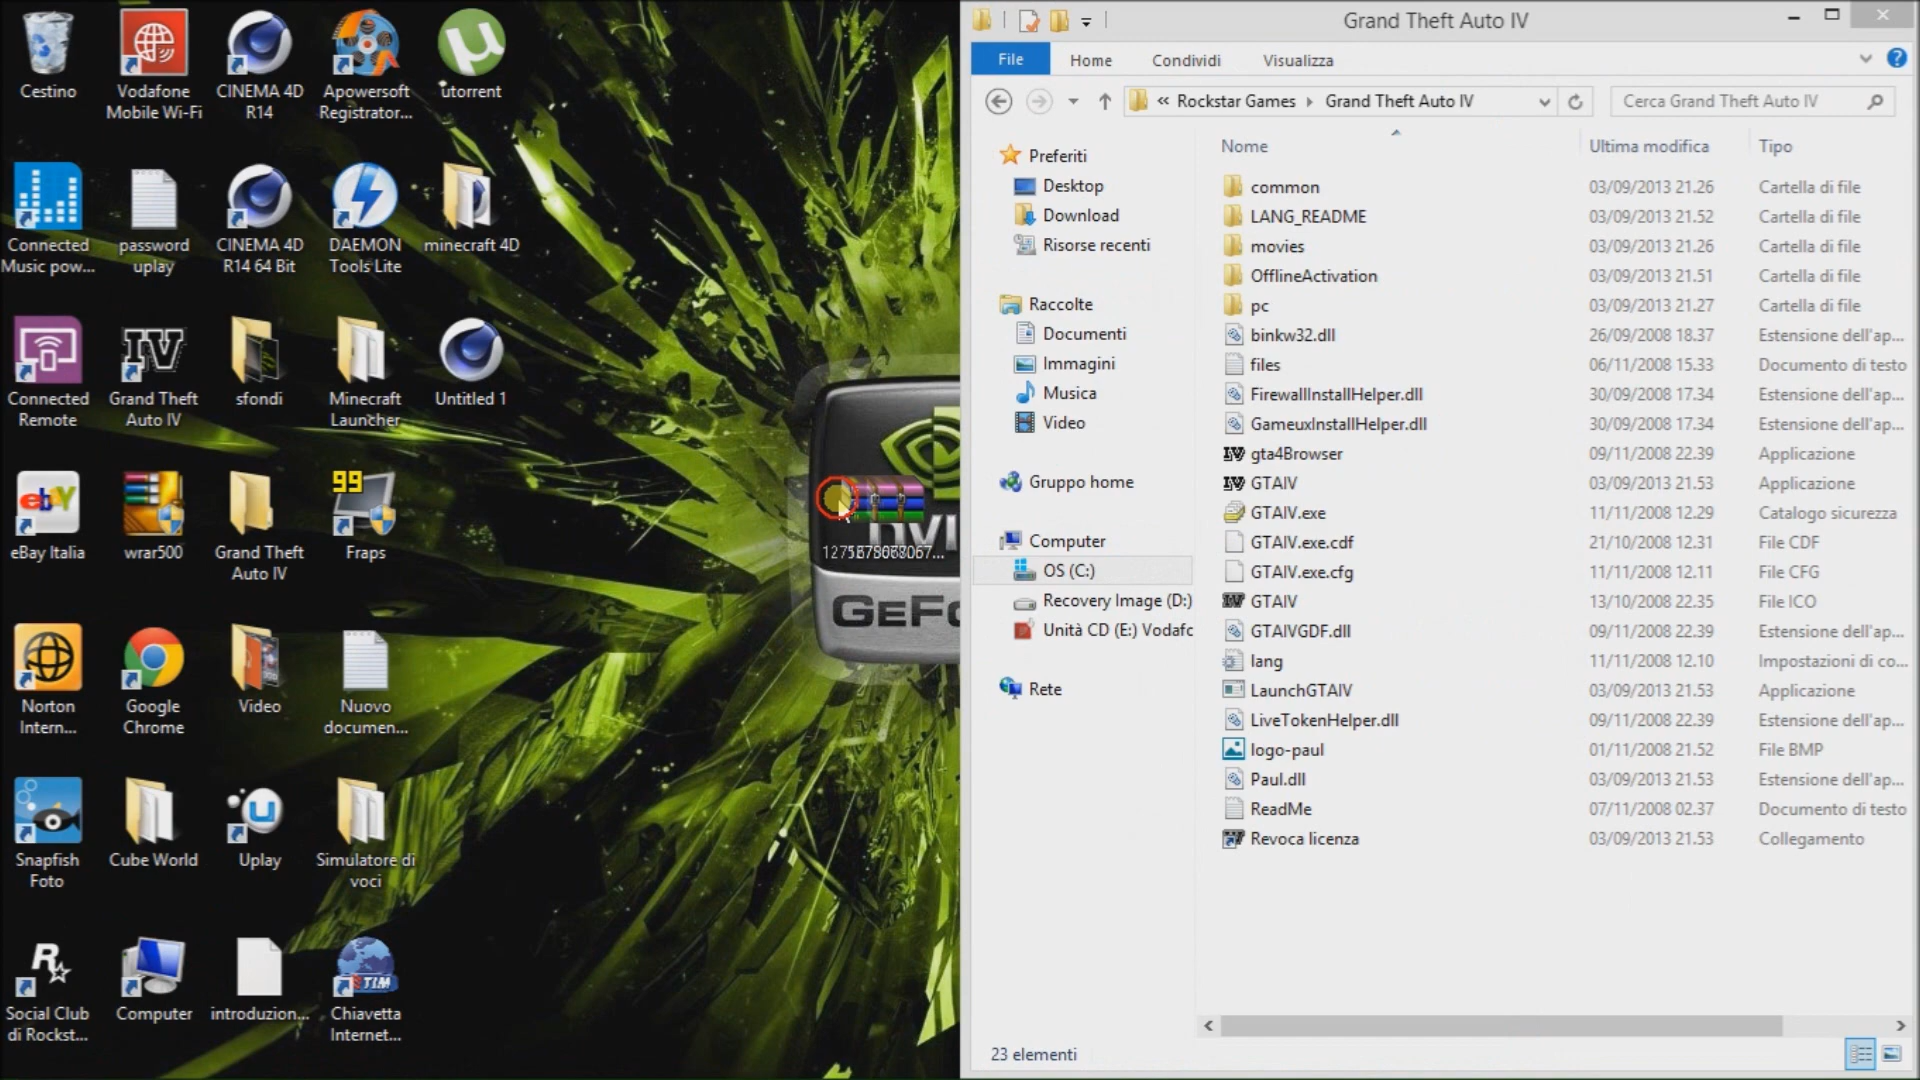 Cestino
Vodafone
Mobile Wi-Fi
CINEMA 4D
R14
Apowersoft
Registrator...
utorrent
Connected
Music pow...
password
uplay
CINEMA 4D
R14 64 Bit
DAEMON
Tools Lite
minecraft 4D
Connected
Remote
Grand Theft
Auto IV
sfondi
Minecraft
Launcher
Untitled 1
eBay Italia
wrar500
Grand Theft
Auto IV
99
Fraps
Norton
Intern...
Google
Chrome
Video
Nuovo
documen...
Snapfish
Foto
Cube World
Uplay
Simulatore di
voci
Social Club
di Rockst...
Computer
introduzion...
TIM
Chiavetta
Internet...
Grand Theft Auto IV
File
Home
Condividi
Visualizza
« Rockstar Games
Grand Theft Auto IV
Cerca Grand Theft Auto IV
Preferiti
Desktop
Download
Risorse recenti
Raccolte
Documenti
Immagini
Musica
Video
Gruppo home
Computer
OS (C:)
Recovery Image (D:)
Unità CD (E:) Vodafo
Rete
Nome Ultima modifica Tipo
common 03/09/2013 21.26 Cartella di file
LANG_README 03/09/2013 21.52 Cartella di file
movies 03/09/2013 21.26 Cartella di file
OfflineActivation 03/09/2013 21.51 Cartella di file
pc 03/09/2013 21.27 Cartella di file
binkw32.dll 26/09/2008 18.37 Estensione dell'ap...
files 06/11/2008 15.33 Documento di testo
FirewallInstallHelper.dll 30/09/2008 17.34 Estensione dell'ap...
GameuxInstallHelper.dll 30/09/2008 17.34 Estensione dell'ap...
gta4Browser 09/11/2008 22.39 Applicazione
GTAIV 03/09/2013 21.53 Applicazione
GTAIV.exe 11/11/2008 12.29 Catalogo sicurezza
GTAIV.exe.cdf 21/10/2008 12.31 File CDF
GTAIV.exe.cfg 11/11/2008 12.11 File CFG
GTAIV 13/10/2008 22.35 File ICO
GTAIVGDF.dll 09/11/2008 22.39 Estensione dell'ap...
lang 11/11/2008 12.10 Impostazioni di co...
LaunchGTAIV 03/09/2013 21.53 Applicazione
LiveTokenHelper.dll 09/11/2008 22.39 Estensione dell'ap...
logo-paul 01/11/2008 21.52 File BMP
Paul.dll 03/09/2013 21.53 Estensione dell'ap...
ReadMe 07/11/2008 02.37 Documento di testo
Revoca licenza 03/09/2013 21.53 Collegamento
23 elementi